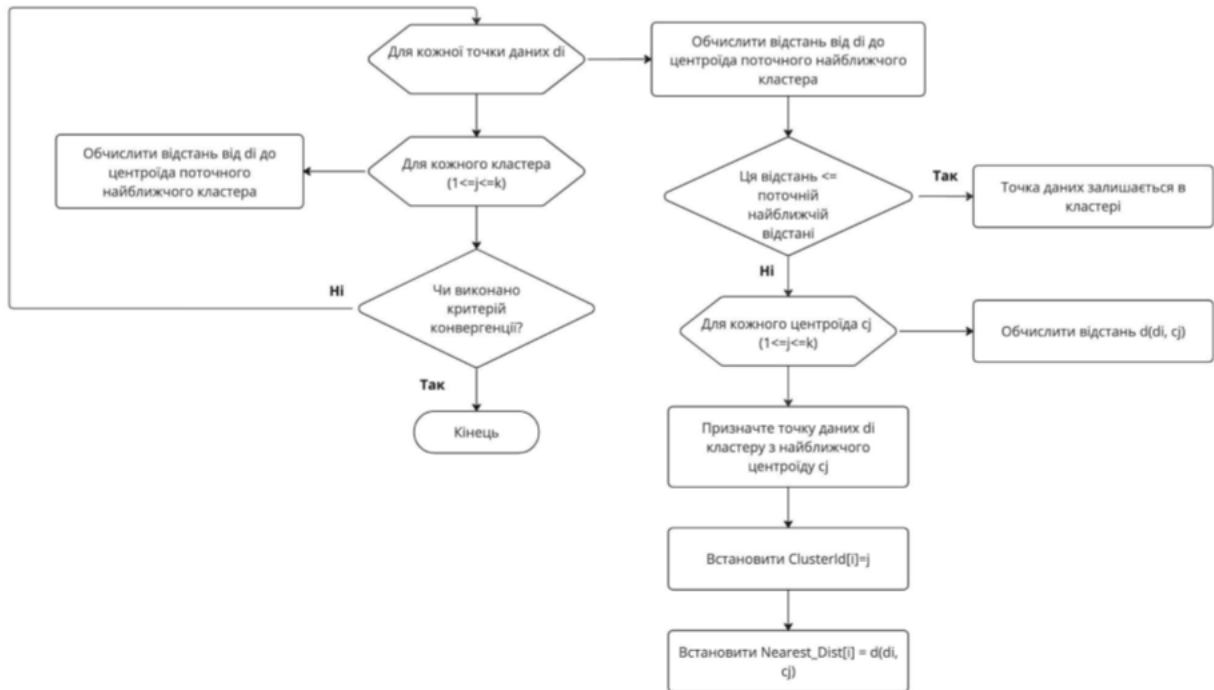 Для кожної точки даних di
Обчислити відстань від di до
центроїда поточного найближчого
кластера
Обчислити відстань від di до
центроїда поточного
найближчого кластера
Для кожного кластера
(1<=j<=k)
Ця відстань <=
поточній
найближчій
відстані
Так
Точка даних залишається в
кластері
Ні
Ні
Чи виконано
критерій
конвергенції?
Для кожного центроїда cj
(1<=j<=k)
Обчислити відстань d(di, cj)
Так
Кінець
Призначте точку даних di
кластеру з найближчого
центроїду cj
Встановити ClusterId[i]=j
Встановити Nearest_Dist[i] = d(di,
cj)